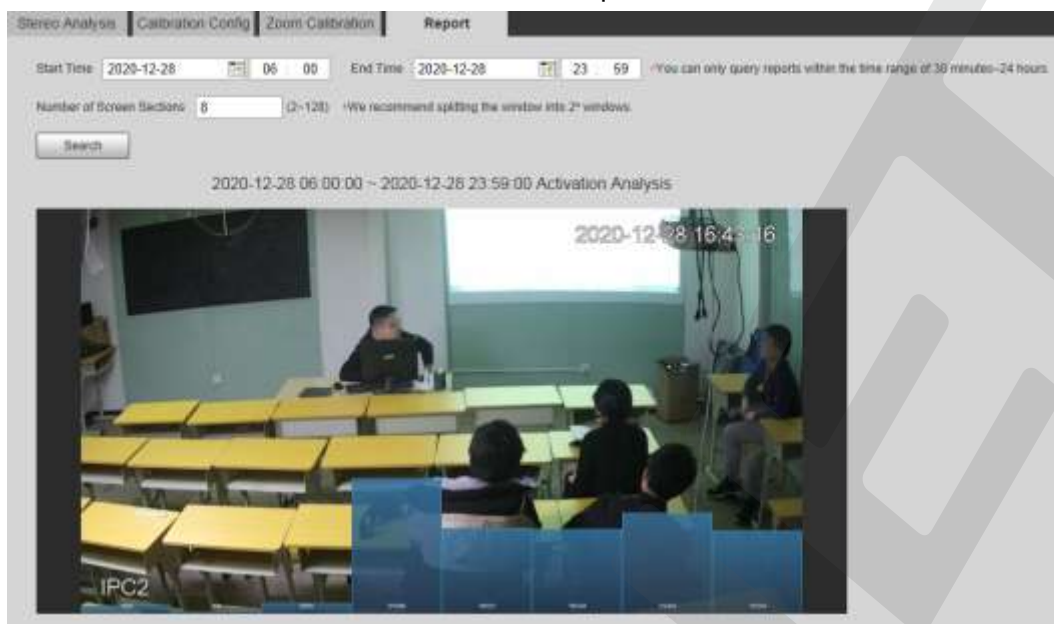 Stereo Analysis Calibration Config Zoom Calibration Report
Start Time 2020-12-28 06 : 00 End Time 2020-12-28 23 : 59 *You can only query reports within the time range of 30 minutes~24 hours.
Number of Screen Sections 8 (2~128) *We recommend splitting the window into 2ⁿ windows.
Search
2020-12-28 06:00:00 ~ 2020-12-28 23:59:00 Activation Analysis
IPC2